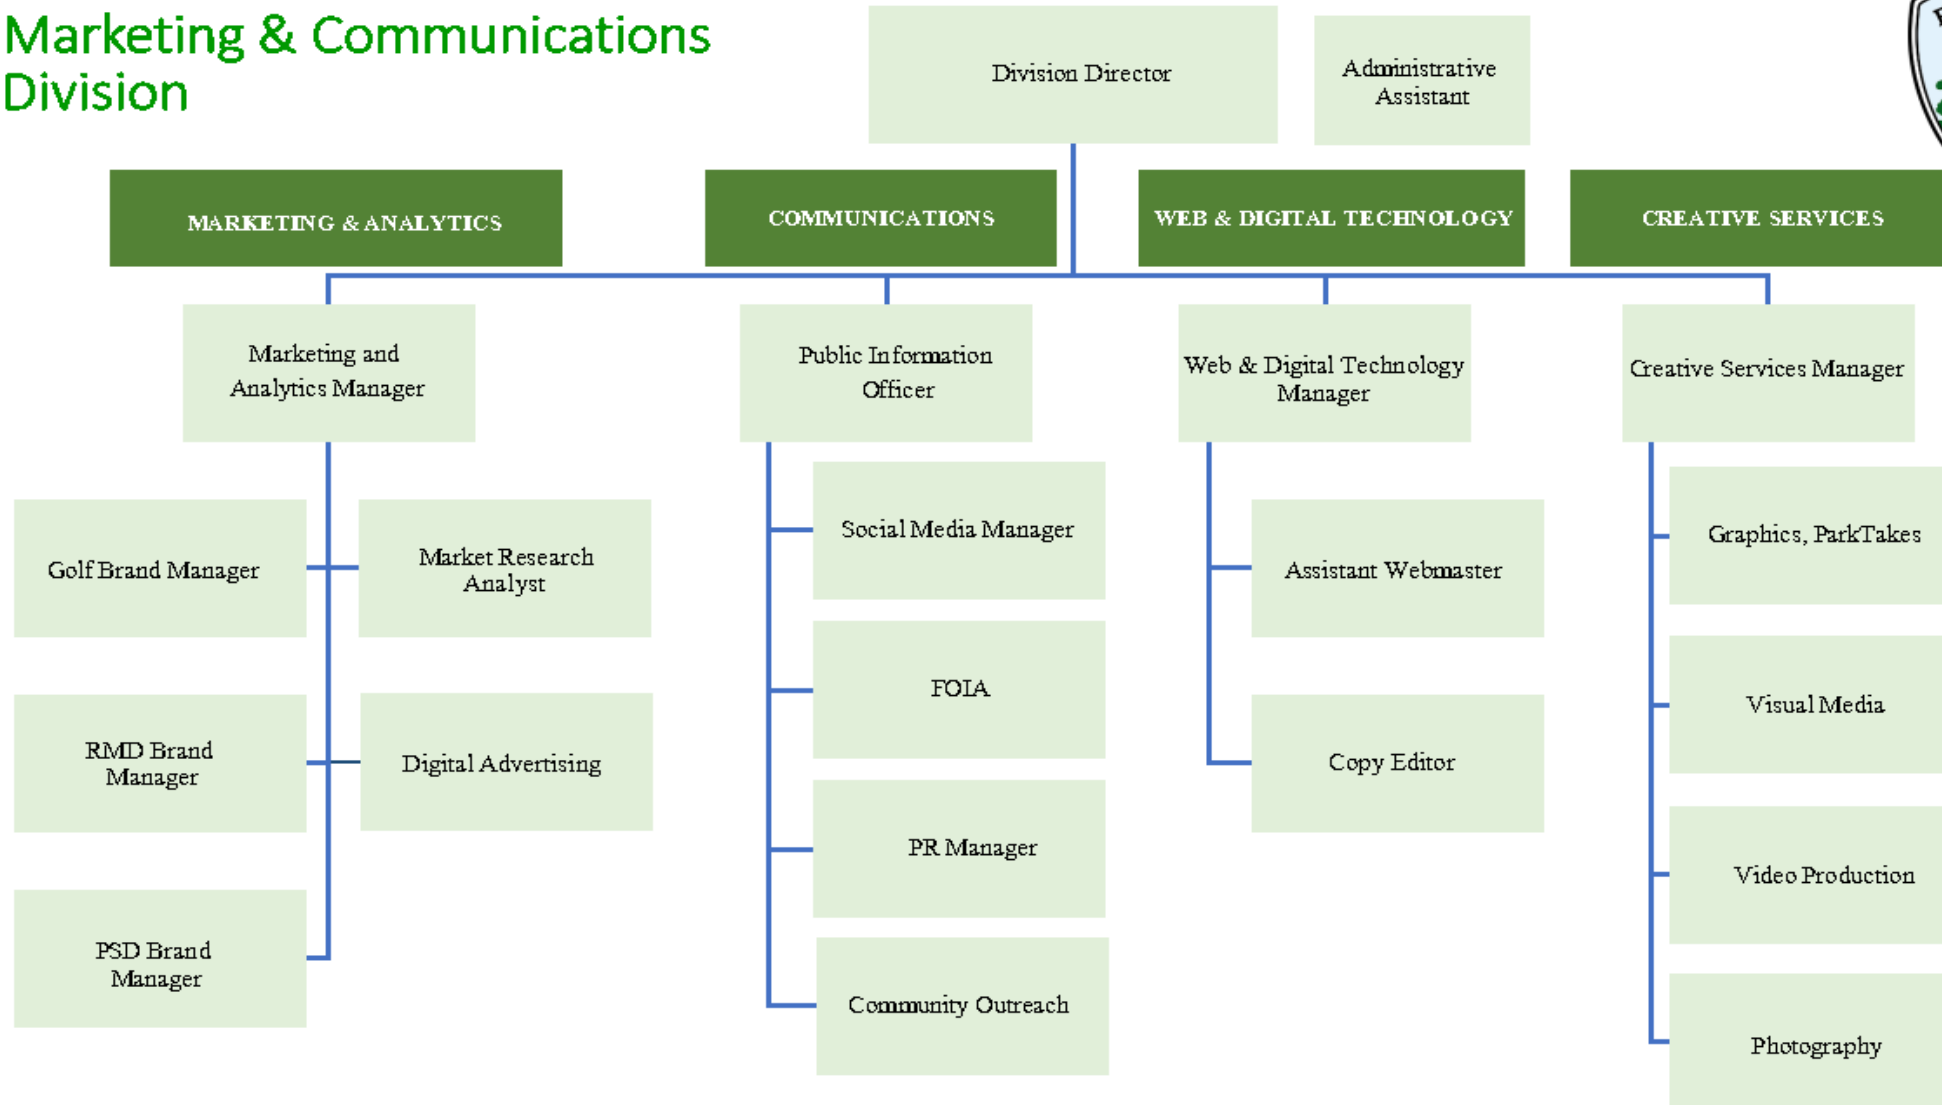 Marketing & Communications
Division
Division Director
Administrative
Assistant
MARKETING & ANALYTICS
COMMUNICATIONS
WEB & DIGITAL TECHNOLOGY
CREATIVE SERVICES
Marketing and
Analytics Manager
Public Information
Officer
Web & Digital Technology
Manager
Creative Services Manager
Golf Brand Manager
Market Research
Analyst
RMD Brand
Manager
Digital Advertising
PSD Brand
Manager
Social Media Manager
FOIA
PR Manager
Community Outreach
Assistant Webmaster
Copy Editor
Graphics, ParkTakes
Visual Media
Video Production
Photography